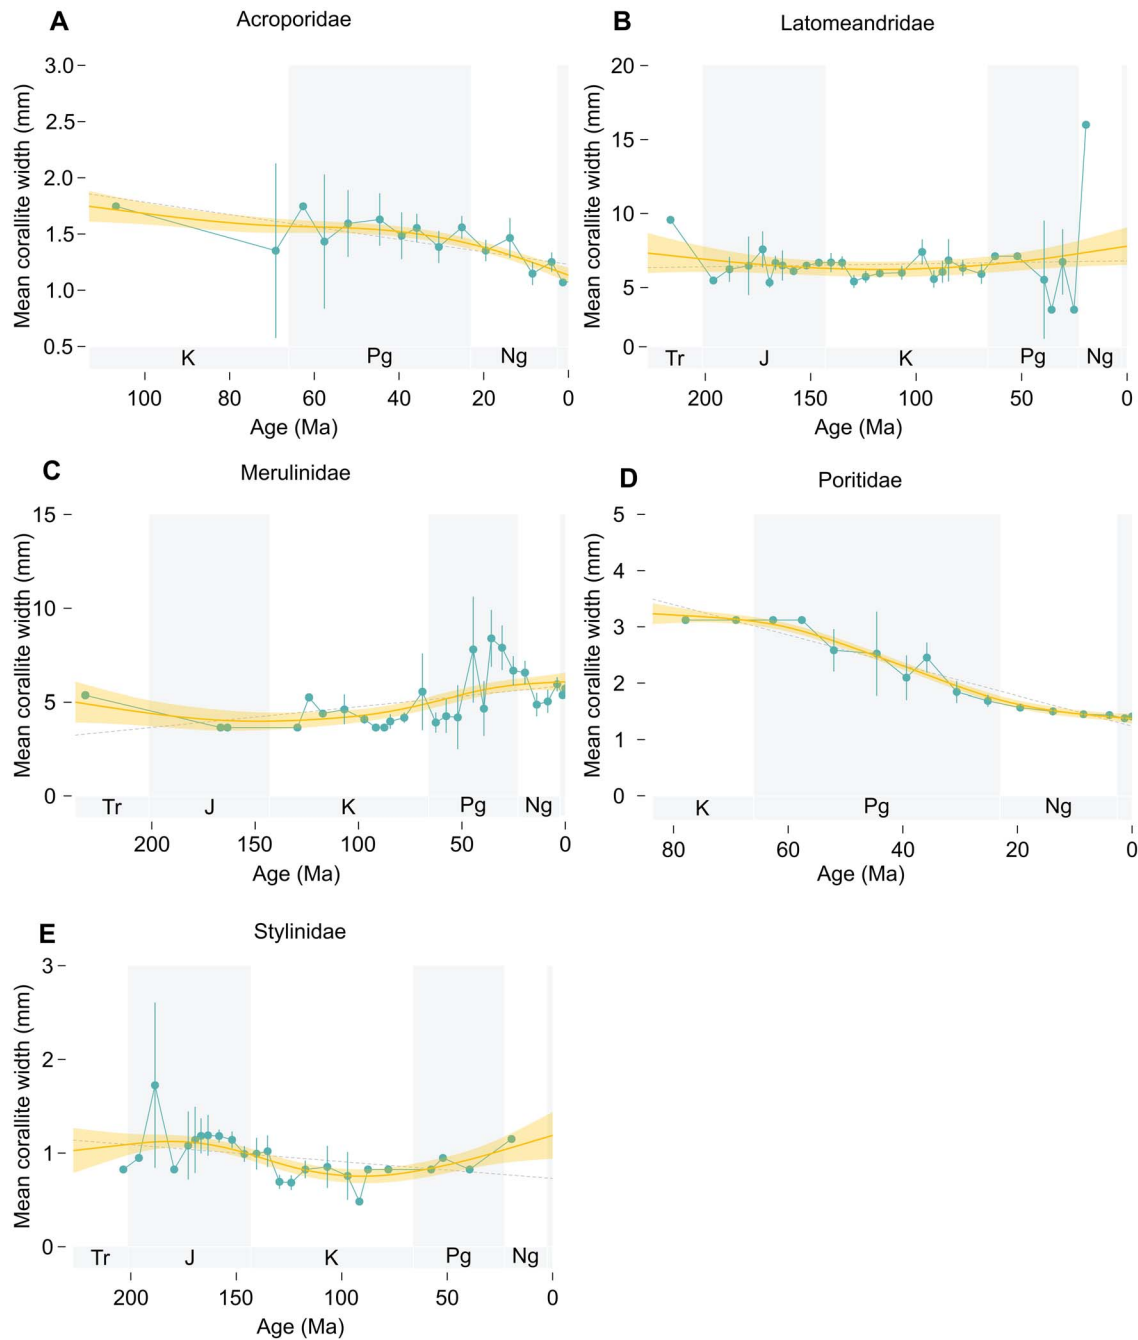 A
Acroporidae
Mean corallite width (mm)
3.0
2.5
2.0
1.5
1.0
0.5
K
Pg
Ng
100
80
60
40
20
0
Age (Ma)
B
Latomeandridae
Mean corallite width (mm)
20
15
10
5
0
Tr
J
K
Pg
Ng
200
150
100
50
0
Age (Ma)
C
Merulinidae
Mean corallite width (mm)
15
10
5
0
Tr
J
K
Pg
Ng
200
150
100
50
0
Age (Ma)
D
Poritidae
Mean corallite width (mm)
5
4
3
2
1
0
K
Pg
Ng
80
60
40
20
0
Age (Ma)
E
Stylinidae
Mean corallite width (mm)
3
2
1
0
Tr
J
K
Pg
Ng
200
150
100
50
0
Age (Ma)